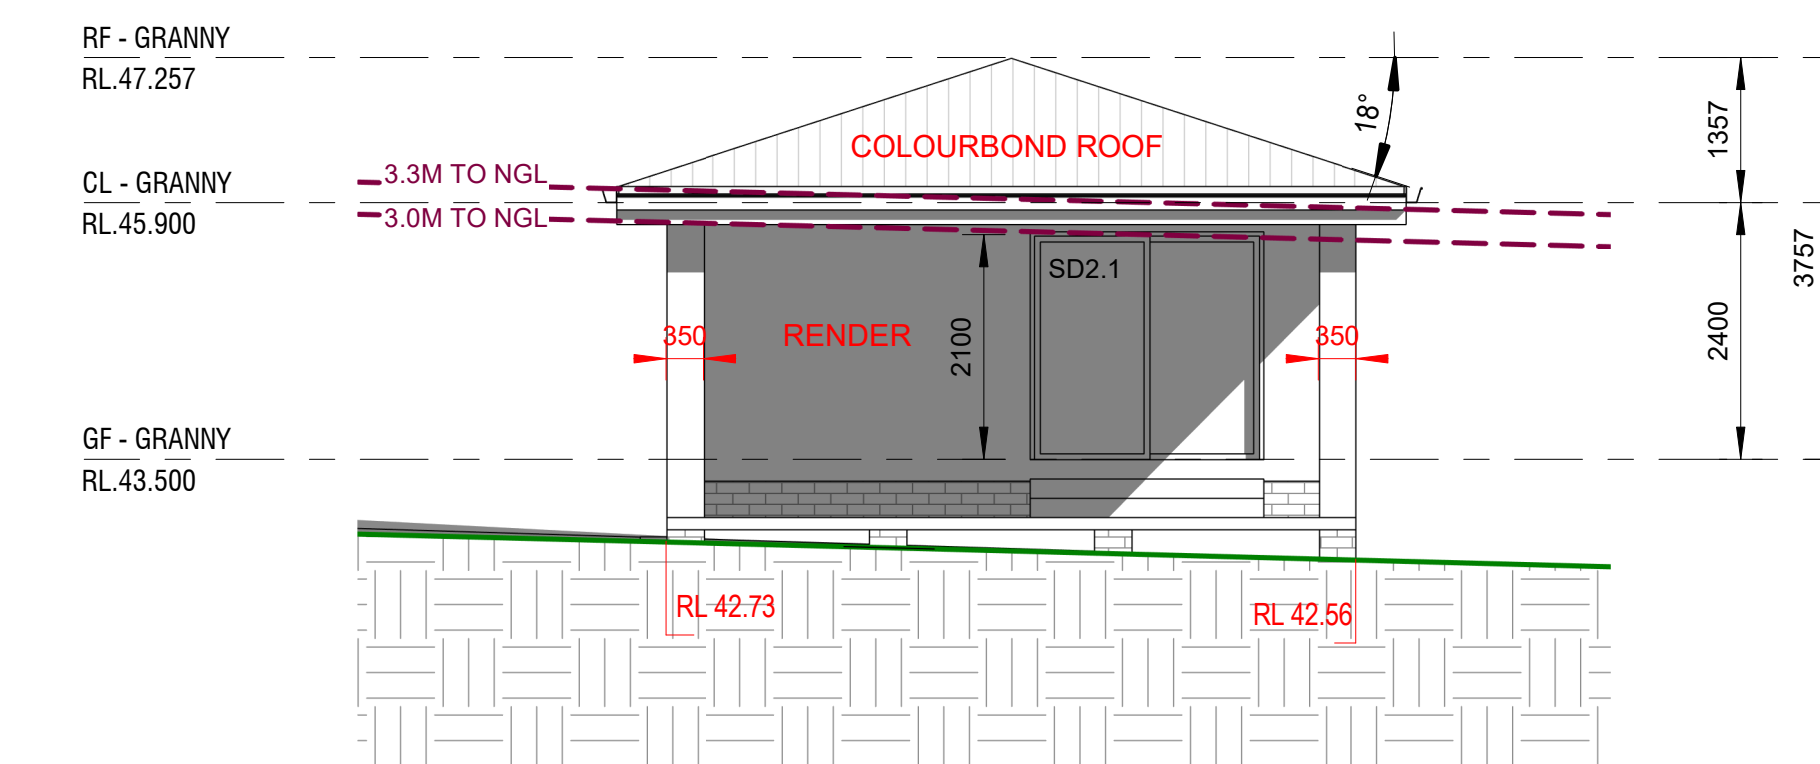 RF - GRANNY
RL.47.257
18°
1357
COLOURBOND ROOF
3.3M TO NGL
CL - GRANNY
RL.45.900
3.0M TO NGL
3757
SD2.1
350
RENDER
2100
350
2400
GF - GRANNY
RL.43.500
RL 42.73
RL 42.56